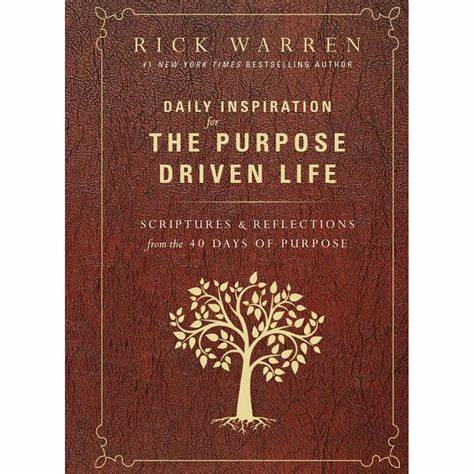 RICK WARREN
#1 NEW YORK TIMES BESTSELLING AUTHOR
DAILY INSPIRATION
for
THE PURPOSE
DRIVEN LIFE
SCRIPTURES & REFLECTIONS
from the 40 DAYS OF PURPOSE